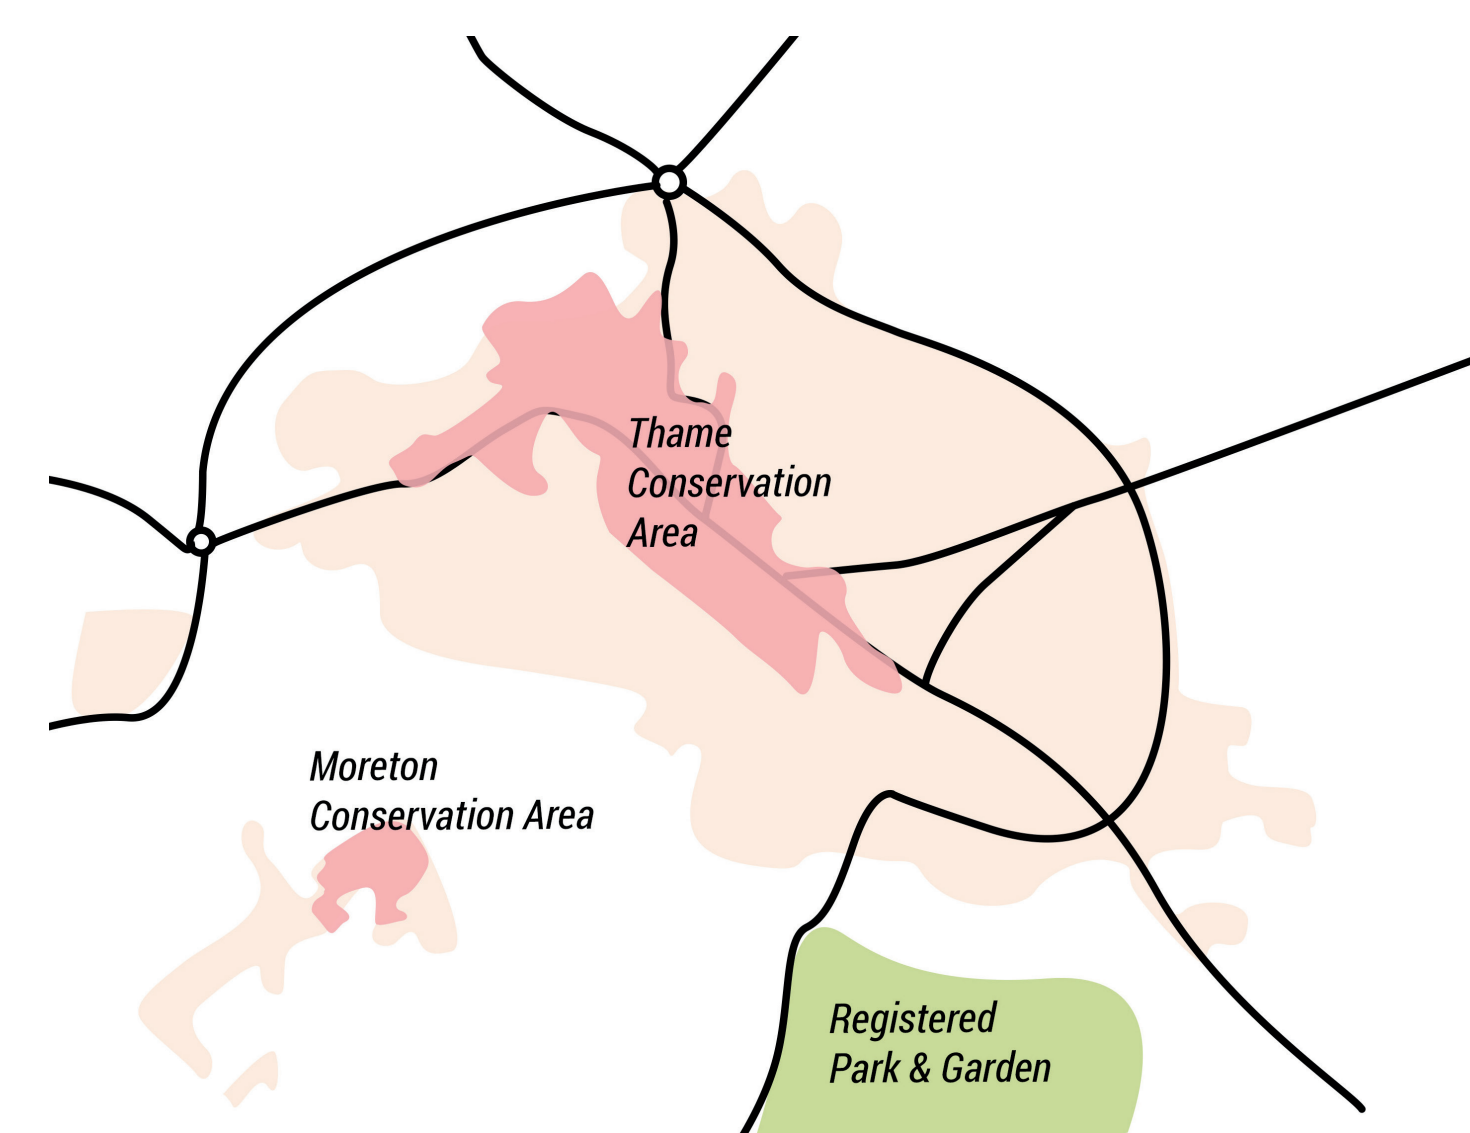 Thame
Conservation
Area
Moreton
Conservation Area
Registered
Park & Garden